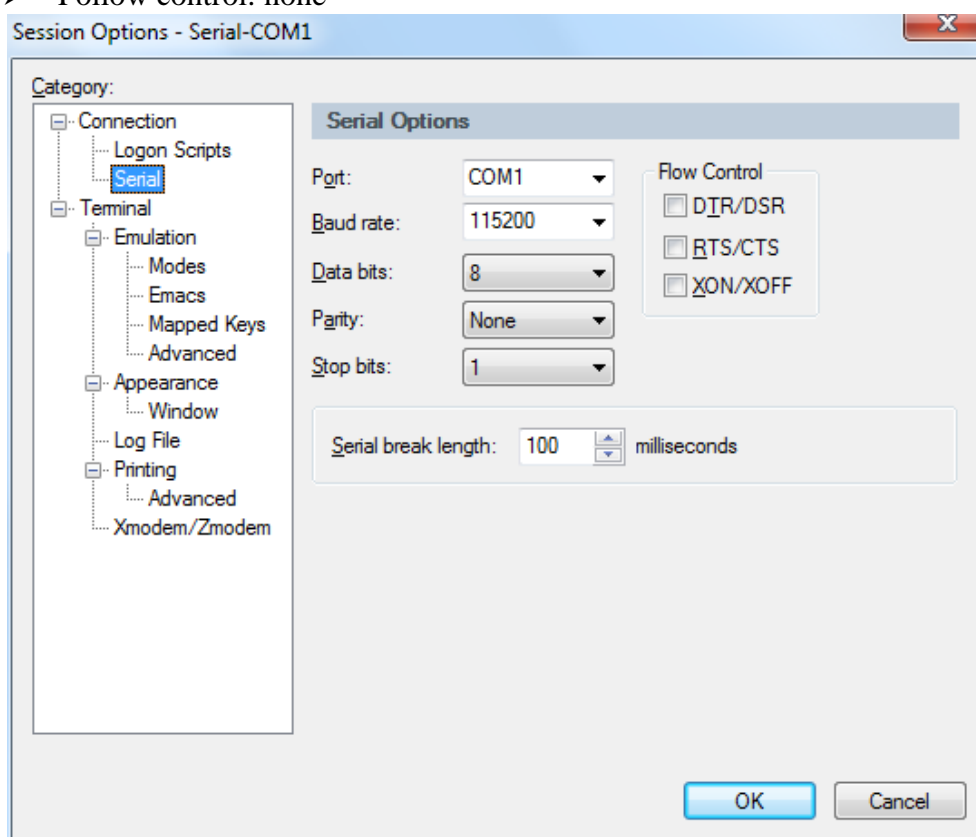 ➢ Follow control: none
Session Options - Serial-COM1
X
Category:
Connection
Logon Scripts
Serial
Terminal
Emulation
Modes
Emacs
Mapped Keys
Advanced
Appearance
Window
Log File
Printing
Advanced
Xmodem/Zmodem
Serial Options
Port: COM1
Baud rate: 115200
Data bits: 8
Parity: None
Stop bits: 1
Flow Control
DTR/DSR
RTS/CTS
XON/XOFF
Serial break length: 100 milliseconds
OK Cancel